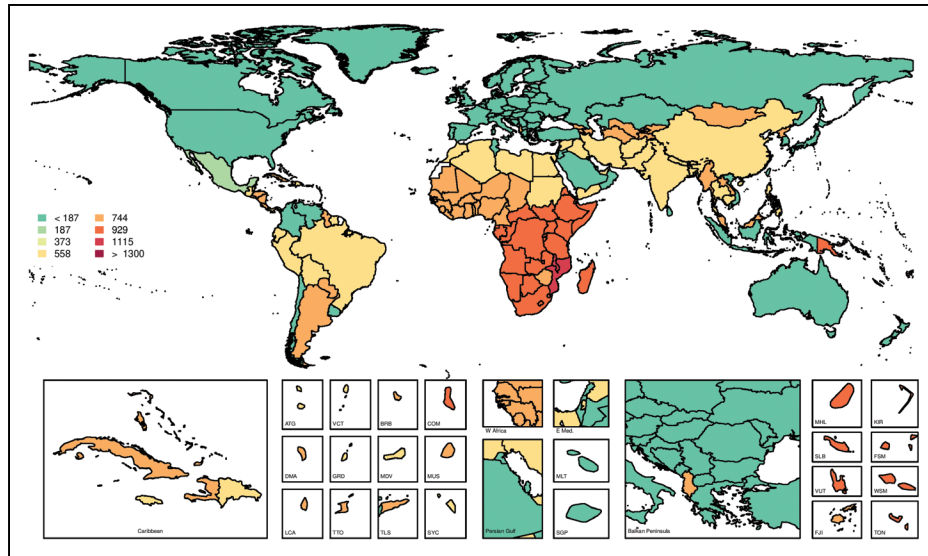 < 187 744
187 929
373 1115
558 > 1300
Caribbean
ATG VCT BRB COM
DMA GRD MDV MUS
LCA TTO TLS SYC
W Africa E Med.
Persian Gulf
MLT
SGP
Balkan Peninsula
MHL KIR
SLB FSM
VUT WSM
FJI TON